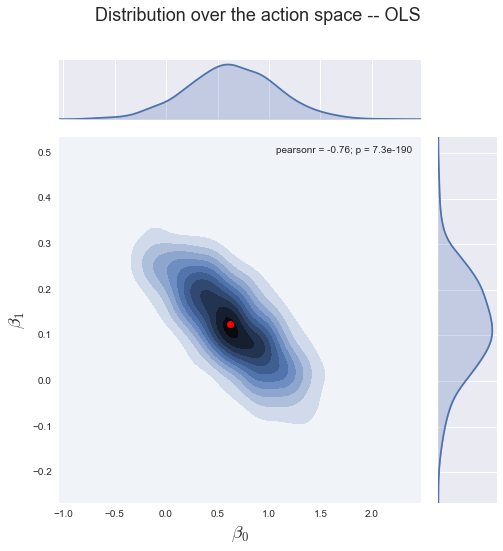 Distribution over the action space -- OLS
pearsonr = -0.76; p = 7.3e-190
0.5
0.4
0.3
0.2
0.1
0.0
−0.1
−0.2
β1
−1.0 −0.5 0.0 0.5 1.0 1.5 2.0
β0